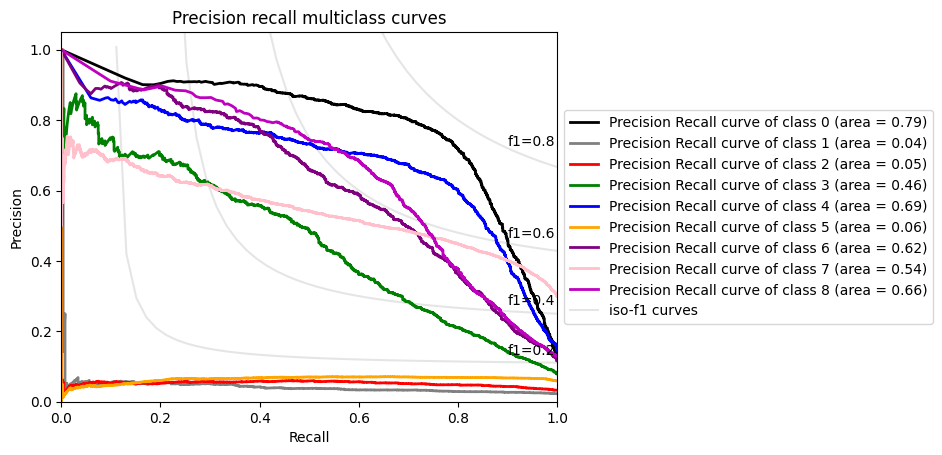 Precision recall multiclass curves
Precision
1.0
0.8
0.6
0.4
0.2
0.0
f1=0.8
f1=0.6
f1=0.4
f1=0.2
0.0 0.2 0.4 0.6 0.8 1.0
Recall
Precision Recall curve of class 0 (area = 0.79)
Precision Recall curve of class 1 (area = 0.04)
Precision Recall curve of class 2 (area = 0.05)
Precision Recall curve of class 3 (area = 0.46)
Precision Recall curve of class 4 (area = 0.69)
Precision Recall curve of class 5 (area = 0.06)
Precision Recall curve of class 6 (area = 0.62)
Precision Recall curve of class 7 (area = 0.54)
Precision Recall curve of class 8 (area = 0.66)
iso-f1 curves